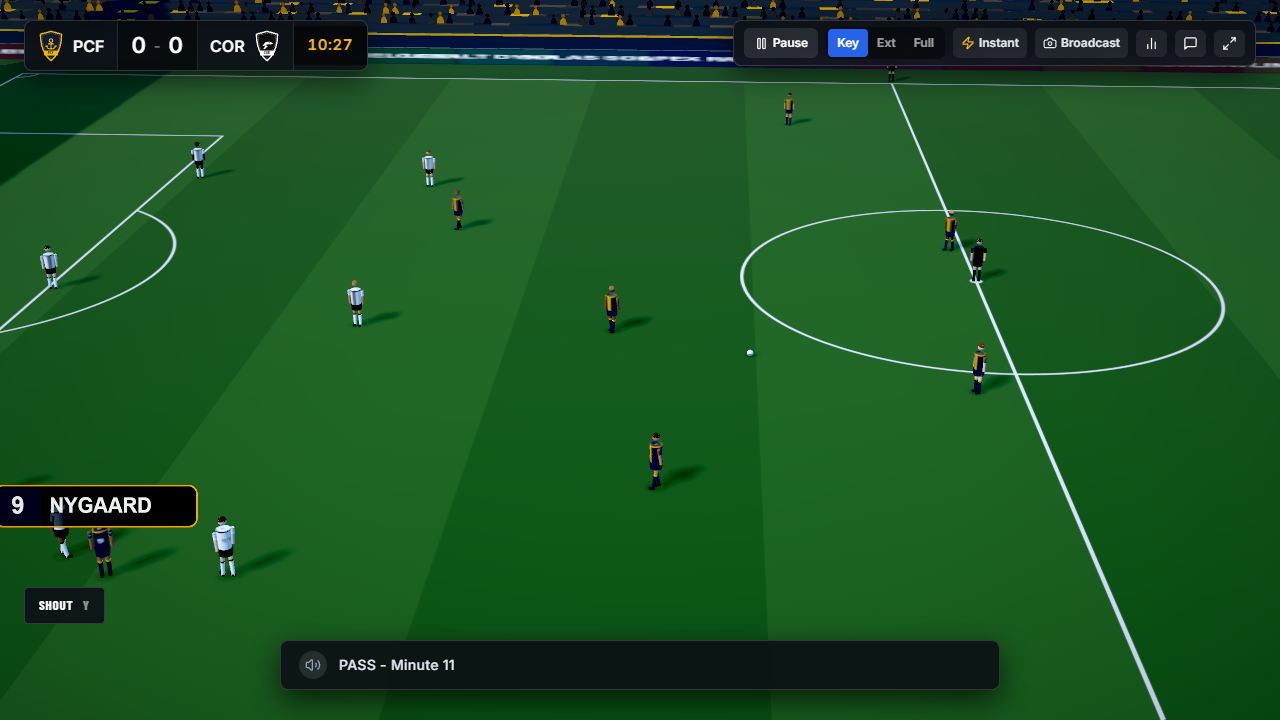 PCF 0 - 0 COR 10:27
Pause Key Ext Full Instant Broadcast
9 NYGAARD
SHOUT Y
PASS - Minute 11